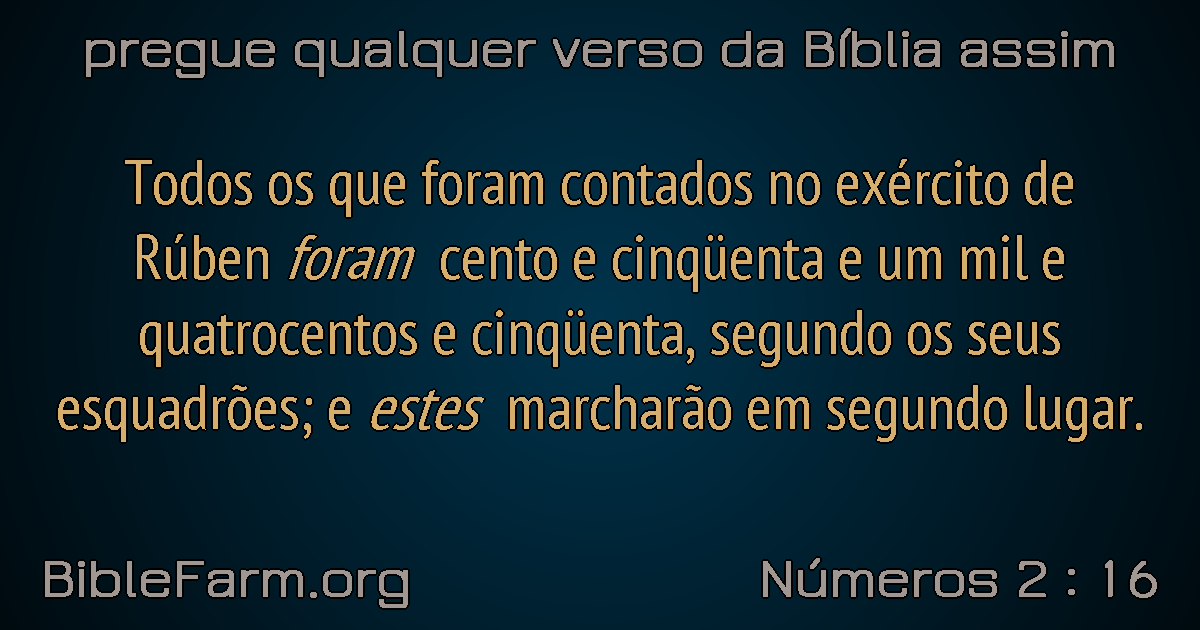 pregue qualquer verso da Bíblia assim
Todos os que foram contados no exército de
Rúben foram cento e cinqüenta e um mil e
quatrocentos e cinqüenta, segundo os seus
esquadrões; e estes marcharão em segundo lugar.
BibleFarm.org
Números 2 : 16